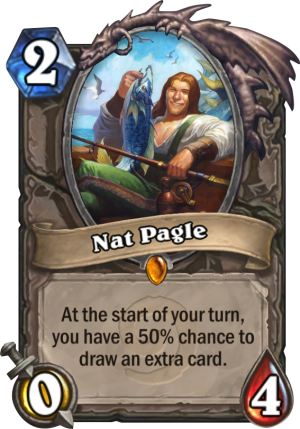 2
Nat Pagle
At the start of your turn,
you have a 50% chance to
draw an extra card.
0
4